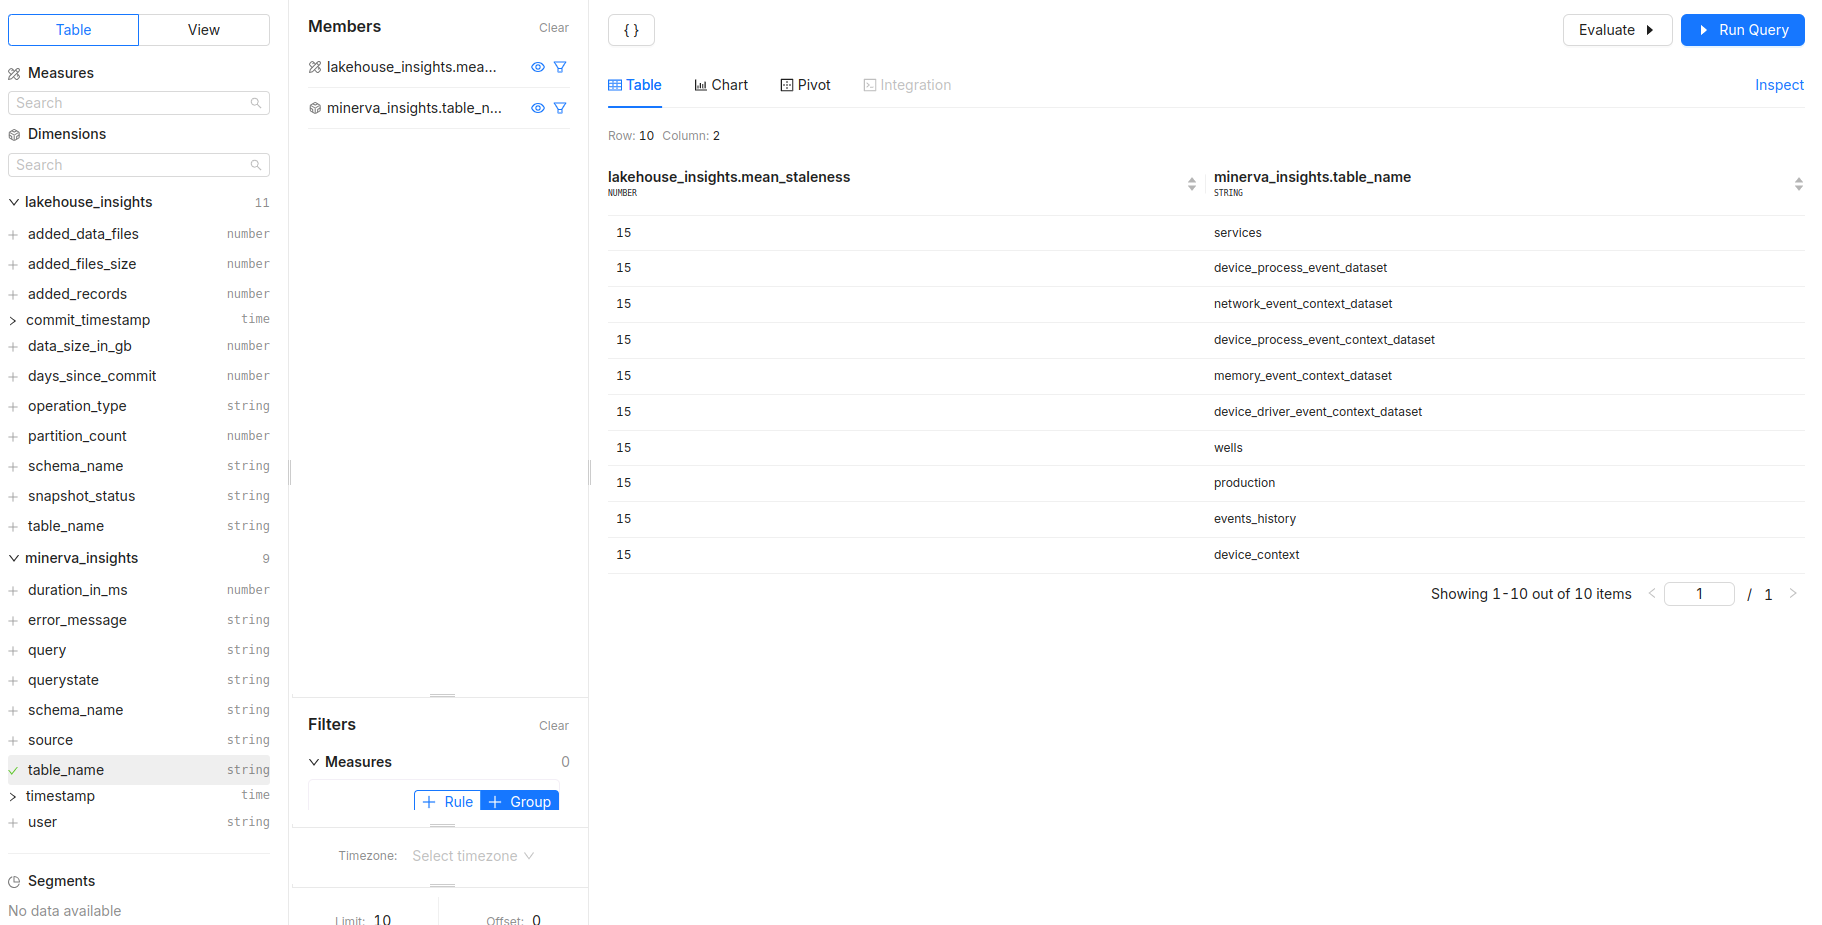 Table
View
Measures
Search
Dimensions
Search
lakehouse_insights 11
added_data_files number
added_files_size number
added_records number
commit_timestamp time
data_size_in_gb number
days_since_commit number
operation_type string
partition_count number
schema_name string
snapshot_status string
table_name string
minerva_insights 9
duration_in_ms number
error_message string
query string
querystate string
schema_name string
source string
table_name string
timestamp time
user string
Segments
No data available
Members Clear
lakehouse_insights.mea...
minerva_insights.table_n...
Filters Clear
Measures 0
Rule Group
Timezone: Select timezone
Limit: 10 Offset: 0
{ } Evaluate Run Query
Table Chart Pivot Integration Inspect
Row: 10 Column: 2
lakehouse_insights.mean_staleness minerva_insights.table_name
NUMBER STRING
15 services
15 device_process_event_dataset
15 network_event_context_dataset
15 device_process_event_context_dataset
15 memory_event_context_dataset
15 device_driver_event_context_dataset
15 wells
15 production
15 events_history
15 device_context
Showing 1-10 out of 10 items < 1 / 1 >